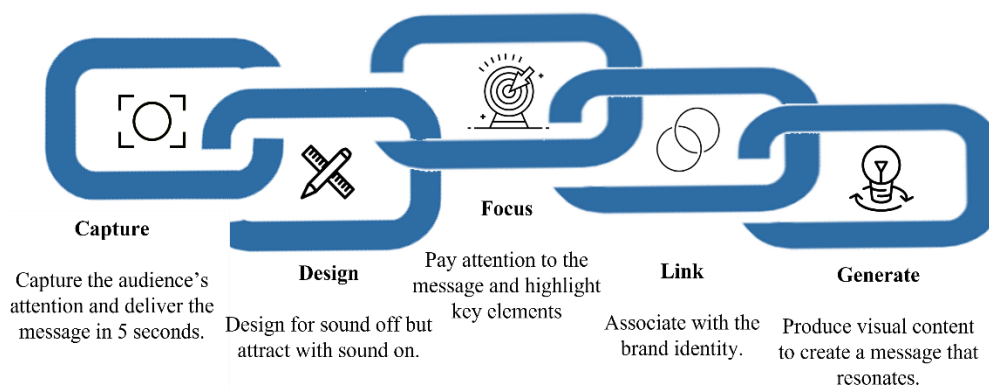 Capture
Capture the audience's
attention and deliver the
message in 5 seconds.
Design
Design for sound off but
attract with sound on.
Focus
Pay attention to the
message and highlight
key elements
Link
Associate with the
brand identity.
Generate
Produce visual content
to create a message that
resonates.